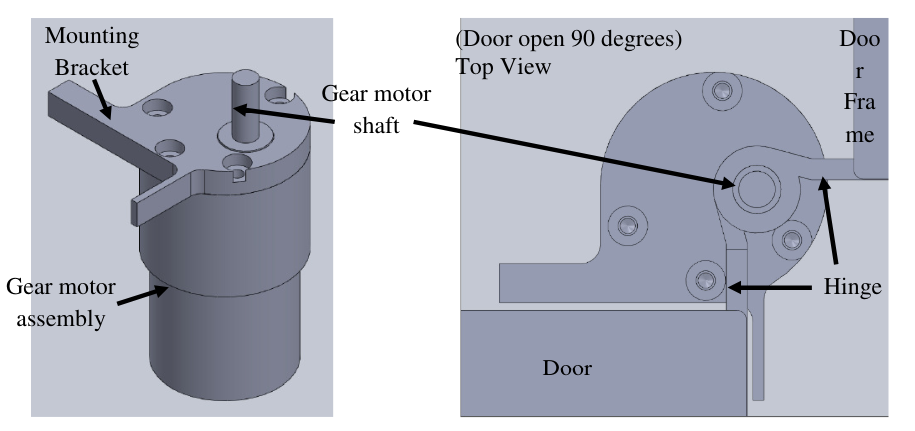 Mounting
Bracket
Gear motor
shaft
Gear motor
assembly
(Door open 90 degrees)
Top View
Doo
r
Fra
me
Hinge
Door